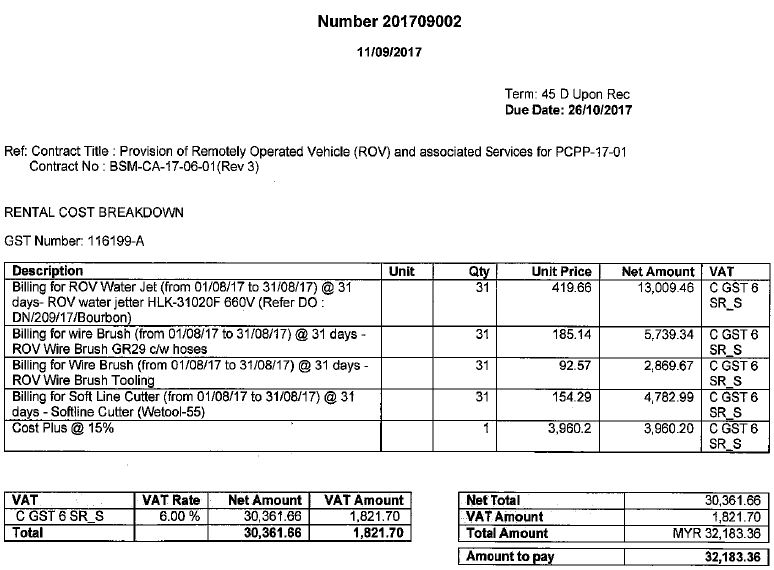 Number 201709002
11/09/2017
Term: 45 D Upon Rec
Due Date: 26/10/2017
Ref: Contract Title : Provision of Remotely Operated Vehicle (ROV) and associated Services for PCPP-17-01
Contract No : BSM-CA-17-06-01(Rev 3)
RENTAL COST BREAKDOWN
GST Number: 116199-A
Description Unit Qty Unit Price Net Amount VAT
Billing for ROV Water Jet (from 01/08/17 to 31/08/17) @ 31 31 419.66 13,009.46 C GST 6
days- ROV water jetter HLK-31020F 660V (Refer DO : SR_S
DN/209/17/Bourbon)
Billing for wire Brush (from 01/08/17 to 31/08/17) @ 31 days - 31 185.14 5,739.34 C GST 6
ROV Wire Brush GR29 c/w hoses SR_S
Billing for Wire Brush (from 01/08/17 to 31/08/17) @ 31 days - 31 92.57 2,869.67 C GST 6
ROV Wire Brush Tooling SR_S
Billing for Soft Line Cutter (from 01/08/17 to 31/08/17) @ 31 31 154.29 4,782.99 C GST 6
days - Softline Cutter (Wetool-55) SR_S
Cost Plus @ 15% 1 3,960.2 3,960.20 C GST 6
SR_S
VAT VAT Rate Net Amount VAT Amount
C GST 6 SR_S 6.00 % 30,361.66 1,821.70
Total 30,361.66 1,821.70
Net Total 30,361.66
VAT Amount 1,821.70
Total Amount MYR 32,183.36
Amount to pay 32,183.36